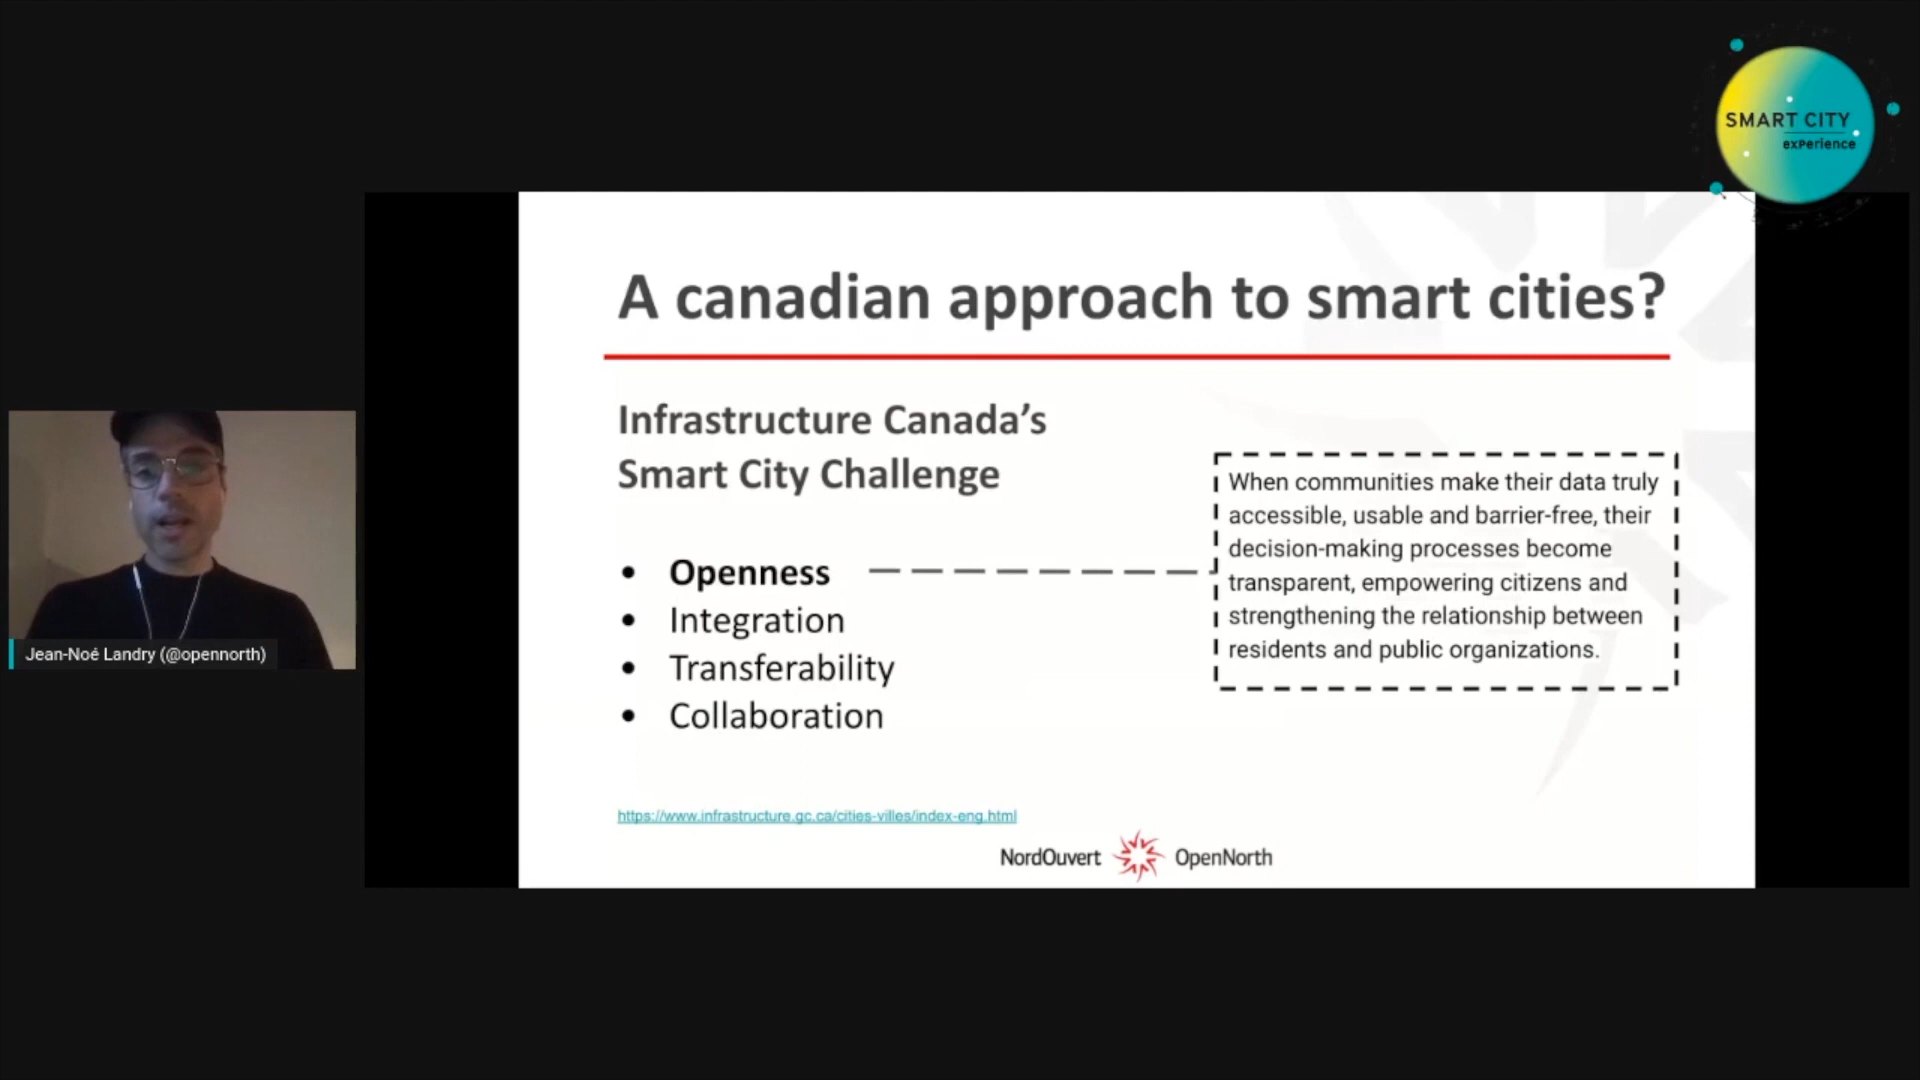 SMART CITY
exPerience
A canadian approach to smart cities?
Infrastructure Canada’s
Smart City Challenge
• Openness
• Integration
• Transferability
• Collaboration
When communities make their data truly
accessible, usable and barrier-free, their
decision-making processes become
transparent, empowering citizens and
strengthening the relationship between
residents and public organizations.
https://www.infrastructure.gc.ca/cities-villes/index-eng.html
NordOuvert OpenNorth
Jean-Noé Landry (@opennorth)